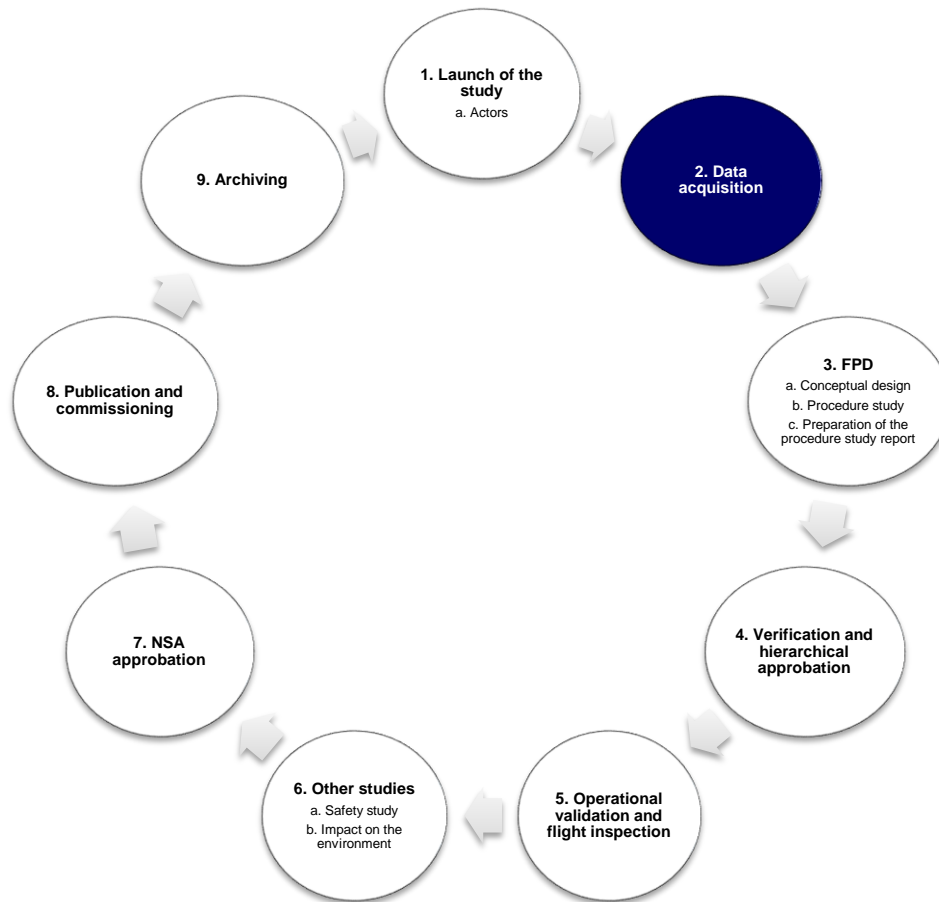 1. Launch of the
study
a. Actors
2. Data
acquisition
3. FPD
a. Conceptual design
b. Procedure study
c. Preparation of the
procedure study report
4. Verification and
hierarchical
approbation
5. Operational
validation and
flight inspection
6. Other studies
a. Safety study
b. Impact on the
environment
7. NSA
approbation
8. Publication and
commissioning
9. Archiving